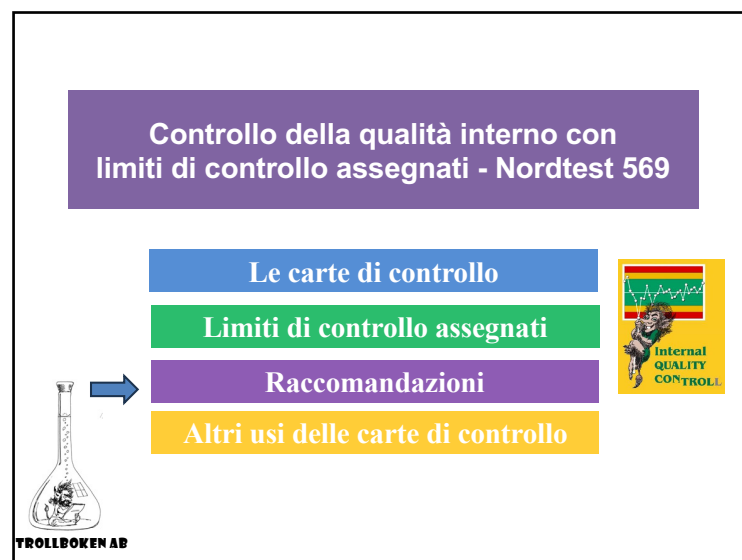 Controllo della qualità interno con
limiti di controllo assegnati - Nordtest 569
Le carte di controllo
Limiti di controllo assegnati
Raccomandazioni
Altri usi delle carte di controllo
Internal
QUALITY
CONTROLL
TROLLBOKEN AB